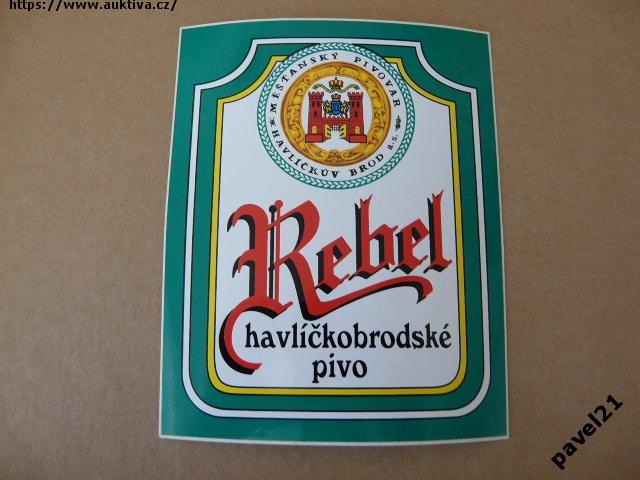 https://www.auktiva.cz/
MĚŠŤANSKÝ PIVOVAR
HAVLÍČKŮV BROD A.S.
Rebel
havlíčkobrodské
pivo
pavel21